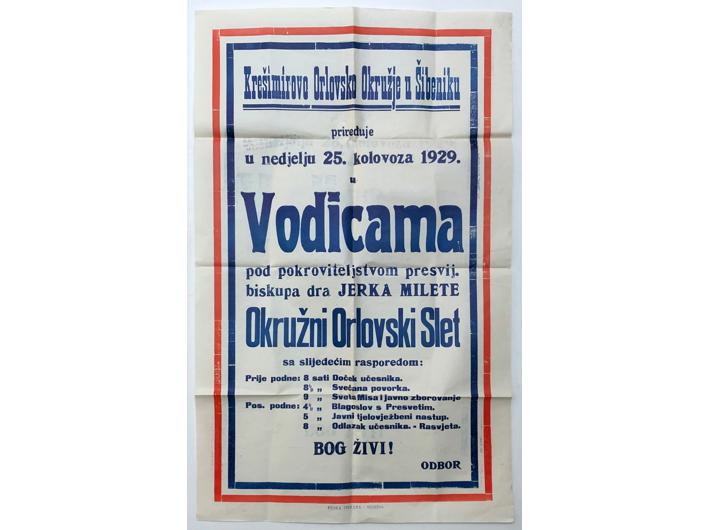 Krešimirovo Orlovsko Okružje u Šibeniku
priređuje
u nedjelju 25. kolovoza 1929.
u
Vodicama
pod pokroviteljstvom presvij.
biskupa dra JERKA MILETE
Okružni Orlovski Slet
sa slijedećim rasporedom:
Prije podne: 8 sati Doček učesnika.
8½ „ Svečana povorka.
9 „ Sveta Misa i javno zborovanje
Pos. podne: 4½ „ Blagoslov s Presvetim.
5 „ Javni tjelovježbeni nastup.
8 „ Odlazak učesnika. - Rasvjeta.
BOG ŽIVI!
ODBOR